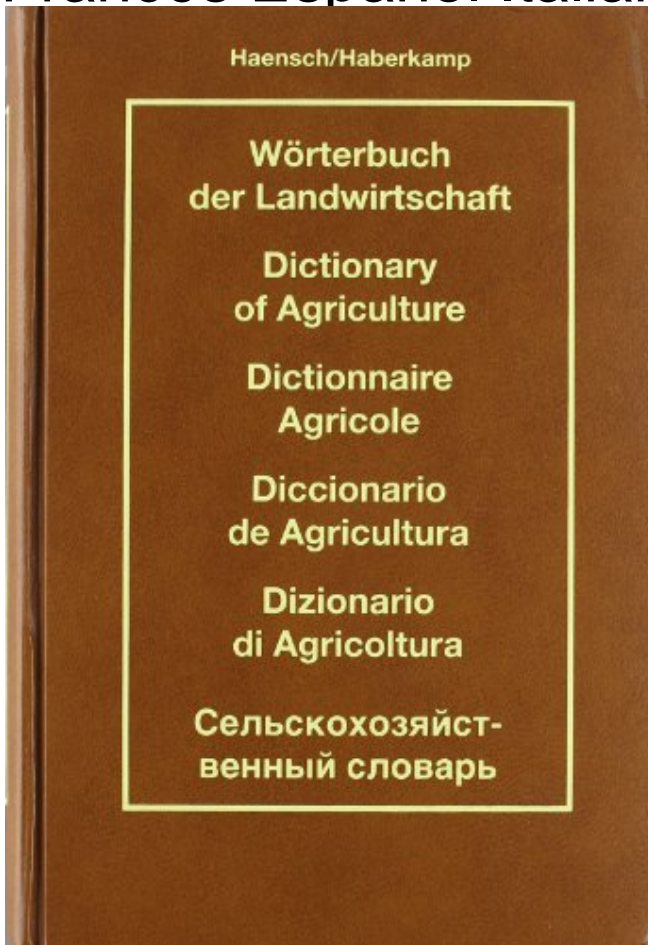 Haensch/Haberkamp
Wörterbuch
der Landwirtschaft
Dictionary
of Agriculture
Dictionnaire
Agricole
Diccionario
de Agricultura
Dizionario
di Agricoltura
Сельскохозяйст-
венный словарь